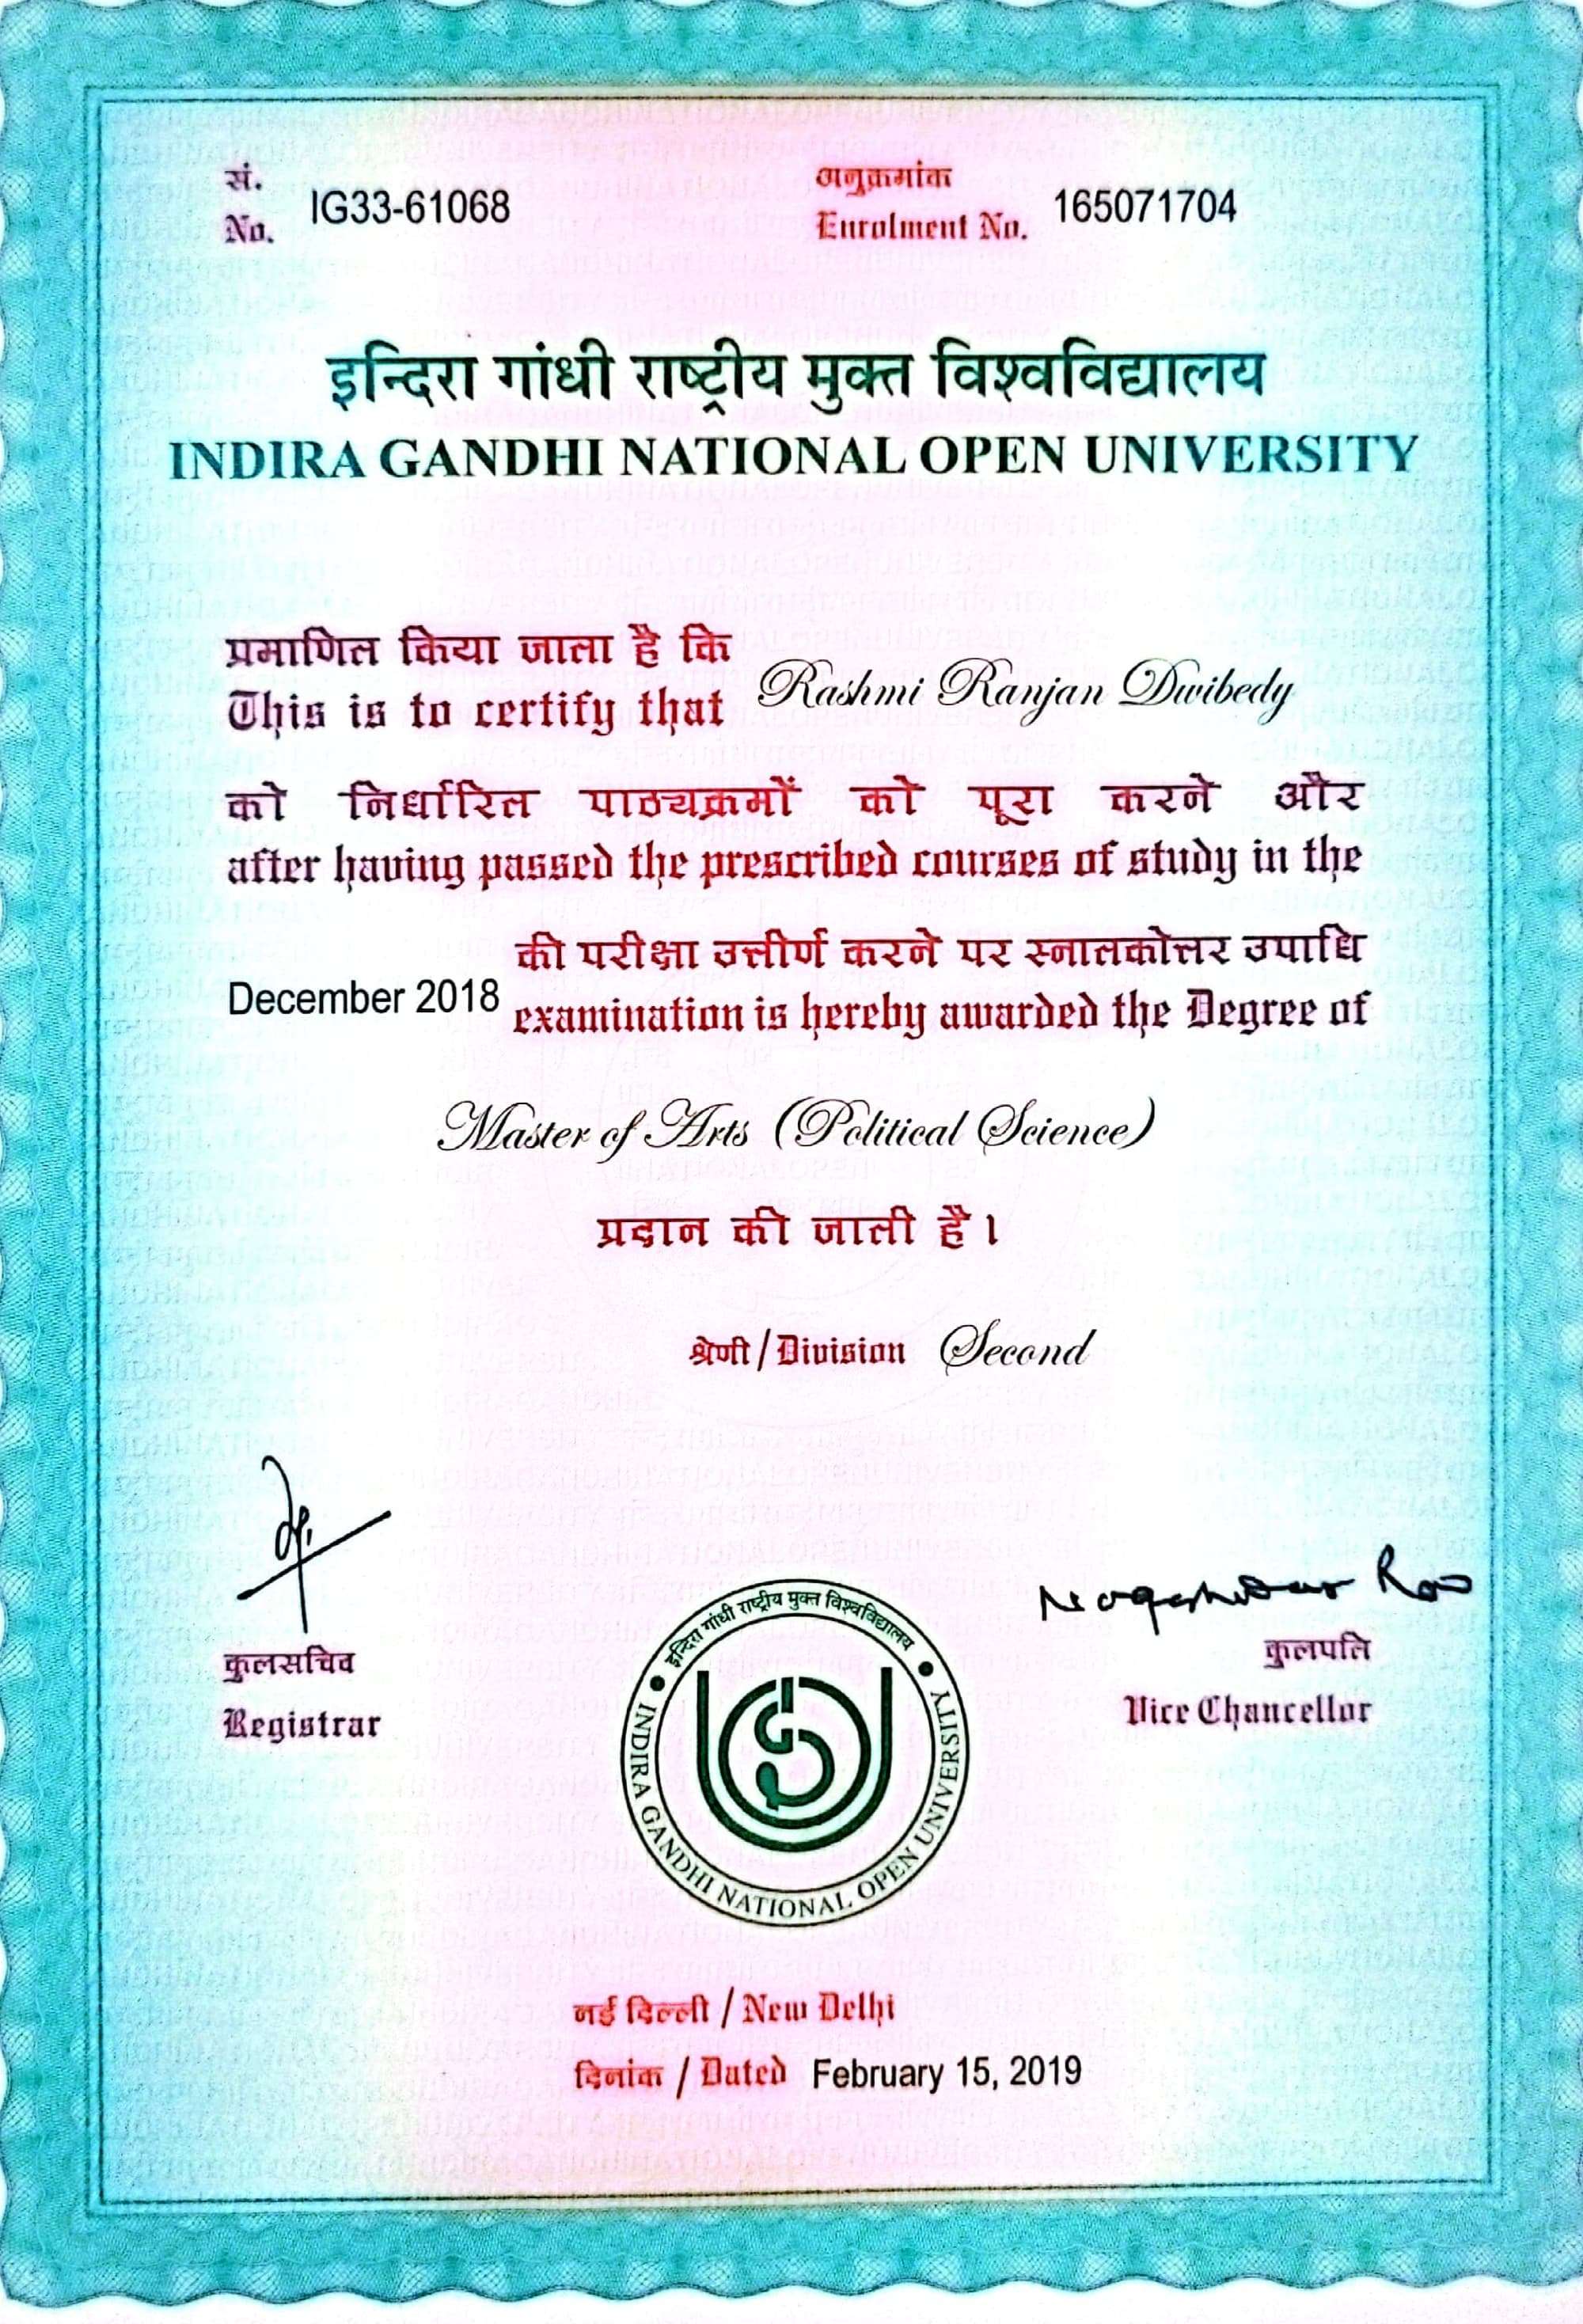 सं.
No. IG33-61068
अनुक्रमांक
Enrolment No. 165071704
इन्दिरा गांधी राष्ट्रीय मुक्त विश्वविद्यालय
INDIRA GANDHI NATIONAL OPEN UNIVERSITY
प्रमाणित किया जाता है कि
This is to certify that Rashmi Ranjan Dwibedy
को निर्धारित पाठ्यक्रमों को पूरा करने और
after having passed the prescribed courses of study in the
की परीक्षा उत्तीर्ण करने पर स्नातकोत्तर उपाधि
December 2018 examination is hereby awarded the Degree of
Master of Arts (Political Science)
प्रदान की जाती है।
श्रेणी / Division Second
Nageshwar Rao
कुलसचिव
Registrar
कुलपति
Vice Chancellor
इन्दिरा गांधी राष्ट्रीय मुक्त विश्वविद्यालय
INDIRA GANDHI NATIONAL OPEN UNIVERSITY
नई दिल्ली / New Delhi
दिनांक / Dated February 15, 2019